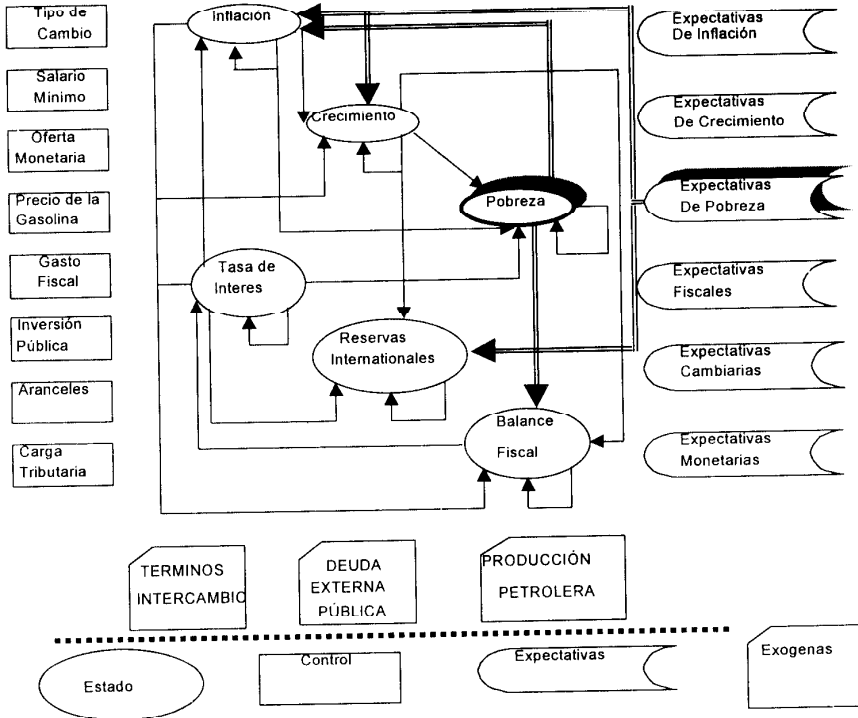 Tipo de
Cambio
Salario
Mínimo
Oferta
Monetaria
Precio de la
Gasolina
Gasto
Fiscal
Inversión
Pública
Aranceles
Carga
Tributaria
Inflación
Crecimiento
Pobreza
Tasa de
Interes
Reservas
Internationales
Balance
Fiscal
Expectativas
De Inflación
Expectativas
De Crecimiento
Expectativas
De Pobreza
Expectativas
Fiscales
Expectativas
Cambiarias
Expectativas
Monetarias
TERMINOS
INTERCAMBIO
DEUDA
EXTERNA
PÚBLICA
PRODUCCIÓN
PETROLERA
Estado
Control
Expectativas
Exogenas